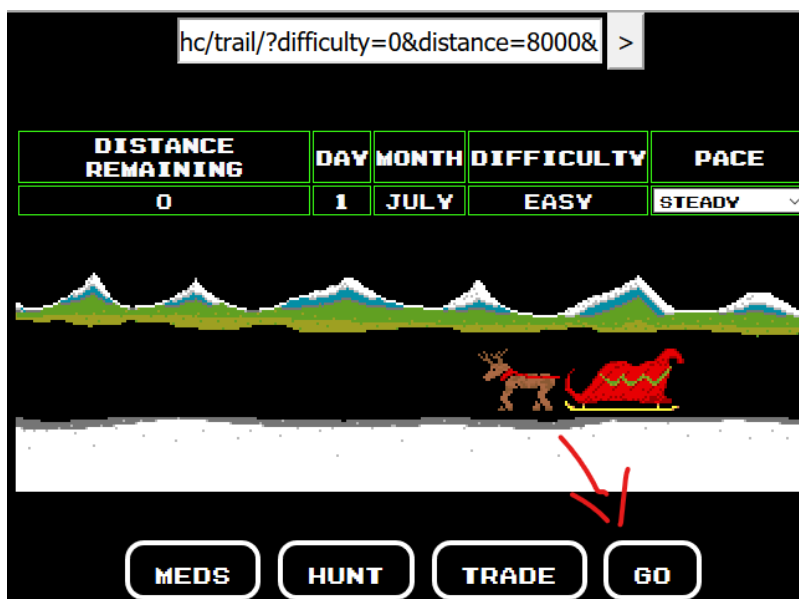 hc/trail/?difficulty=0&distance=8000&
>
DISTANCE REMAINING DAY MONTH DIFFICULTY PACE
0 1 JULY EASY STEADY
MEDS HUNT TRADE GO